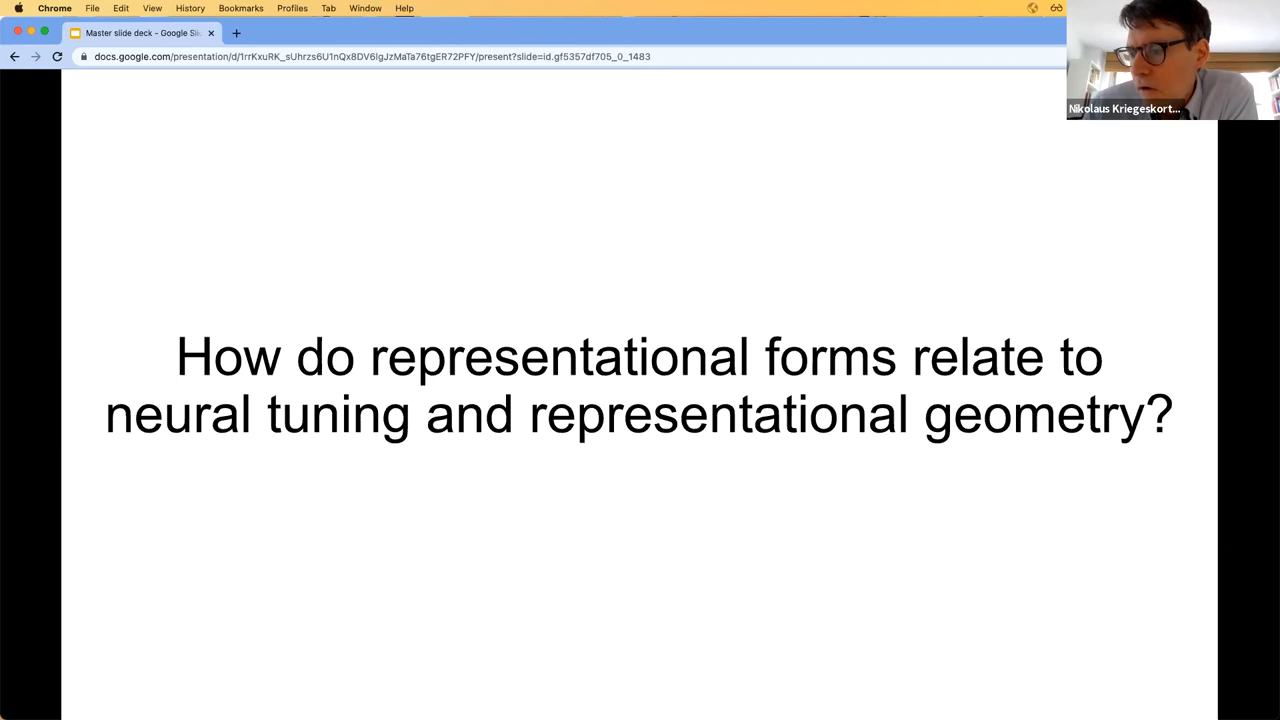 Chrome File Edit View History Bookmarks Profiles Tab Window Help
Master slide deck - Google Sli
docs.google.com/presentation/d/1rrKxuRK_sUhrzs6U1nQx8DV6lgJzMaTa76tgER72PFY/present?slide=id.gf5357df705_0_1483
Nikolaus Kriegeskort...
How do representational forms relate to
neural tuning and representational geometry?